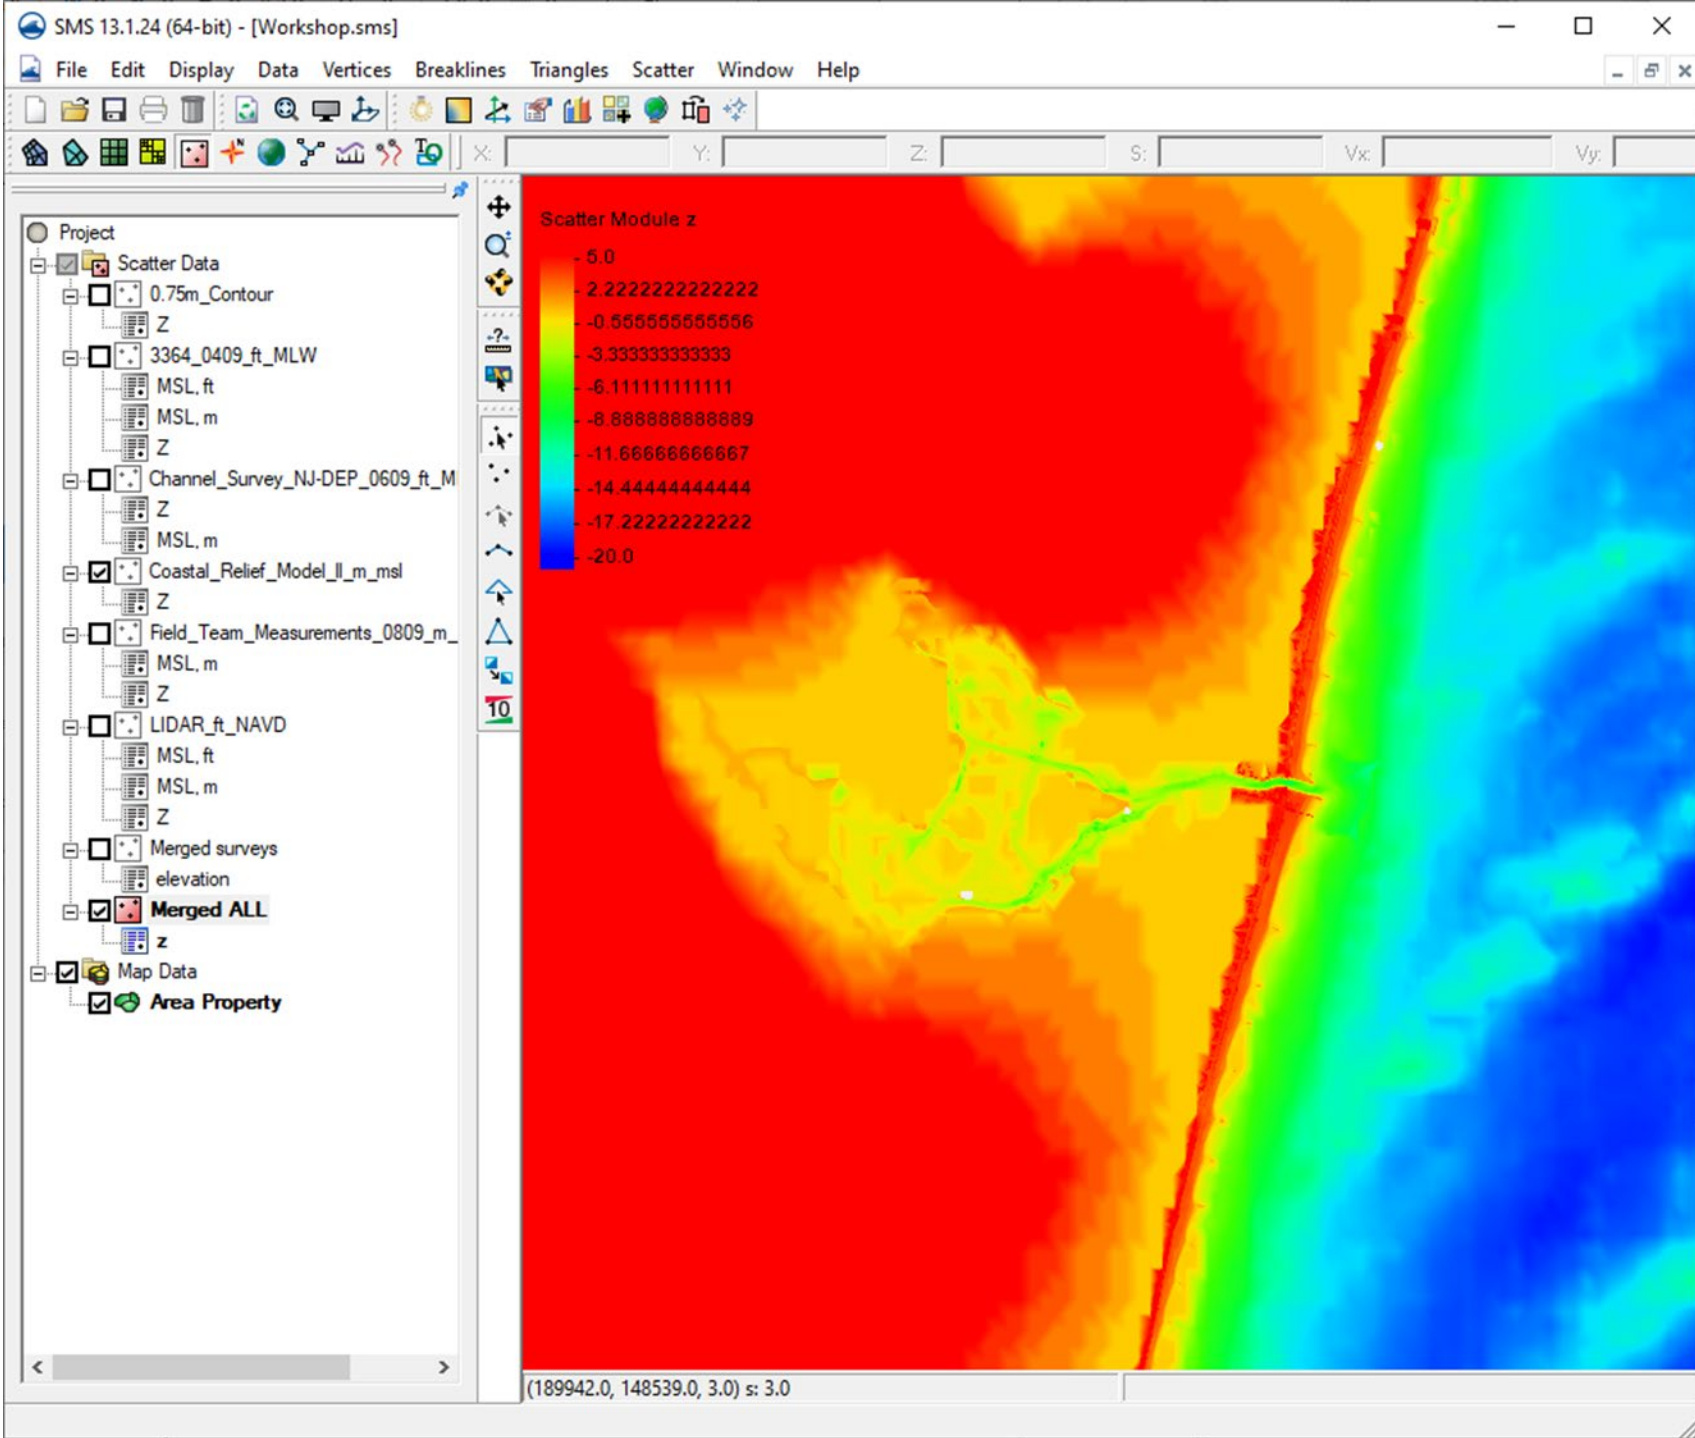 SMS 13.1.24 (64-bit) - [Workshop.sms]
File Edit Display Data Vertices Breaklines Triangles Scatter Window Help
X: Y: Z: S: Vx: Vy:
Project
Scatter Data
0.75m_Contour
Z
3364_0409_ft_MLW
MSL, ft
MSL, m
Z
Channel_Survey_NJ-DEP_0609_ft_M
Z
MSL, m
Coastal_Relief_Model_II_m_msl
Z
Field_Team_Measurements_0809_m_
MSL, m
Z
LIDAR_ft_NAVD
MSL, ft
MSL, m
Z
Merged surveys
elevation
Merged ALL
z
Map Data
Area Property
10
Scatter Module z
5.0
2.2222222222222
-0.555555555556
-3.333333333333
-6.111111111111
-8.888888888889
-11.66666666667
-14.44444444444
-17.22222222222
-20.0
(189942.0, 148539.0, 3.0) s: 3.0